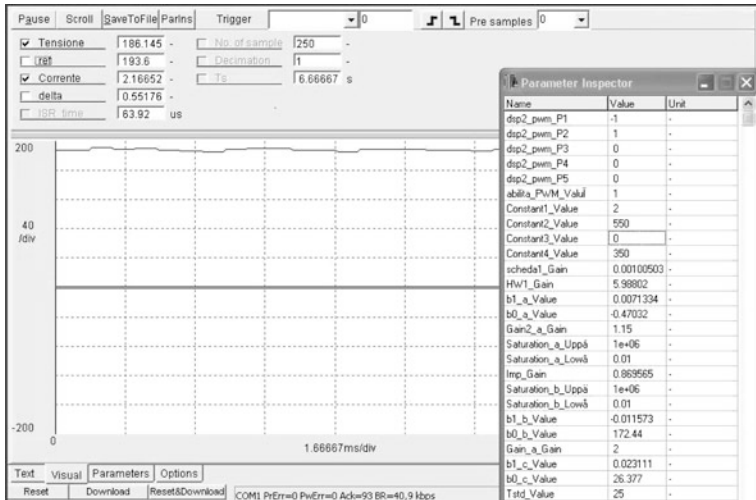 Pause Scroll SaveToFile ParIns Trigger 0 Pre samples 0
Tensione 186.145 - No. of sample 250 -
ref 193.6 - Decimation 1 -
Corrente 2.16652 - Ts 6.66667 s
delta 0.55176 -
ISR time 63.92 us
200
40
/div
-200
0
1.66667ms/div
Text Visual Parameters Options
Reset Download Reset&Download COM1 PrErr=0 PwErr=0 Ack=93 BR=40,9 kbps
Parameter Inspector
Name Value Unit
dsp2_pwm_P1 -1 -
dsp2_pwm_P2 1 -
dsp2_pwm_P3 0 -
dsp2_pwm_P4 0 -
dsp2_pwm_P5 0 -
abilita_PWM_Valuî 1 -
Constant1_Value 2 -
Constant2_Value 550 -
Constant3_Value 0 -
Constant4_Value 350 -
scheda1_Gain 0.00100503 -
HW1_Gain 5.98802 -
b1_a_Value 0.0071334 -
b0_a_Value -0.47032 -
Gain2_a_Gain 1.15 -
Saturation_a_Uppä 1e+06 -
Saturation_a_Lowå 0.01 -
Imp_Gain 0.869565 -
Saturation_b_Uppä 1e+06 -
Saturation_b_Lowå 0.01 -
b1_b_Value -0.011573 -
b0_b_Value 172.44 -
Gain_a_Gain 2 -
b1_c_Value 0.023111 -
b0_c_Value 26.377 -
Tstd_Value 25 -